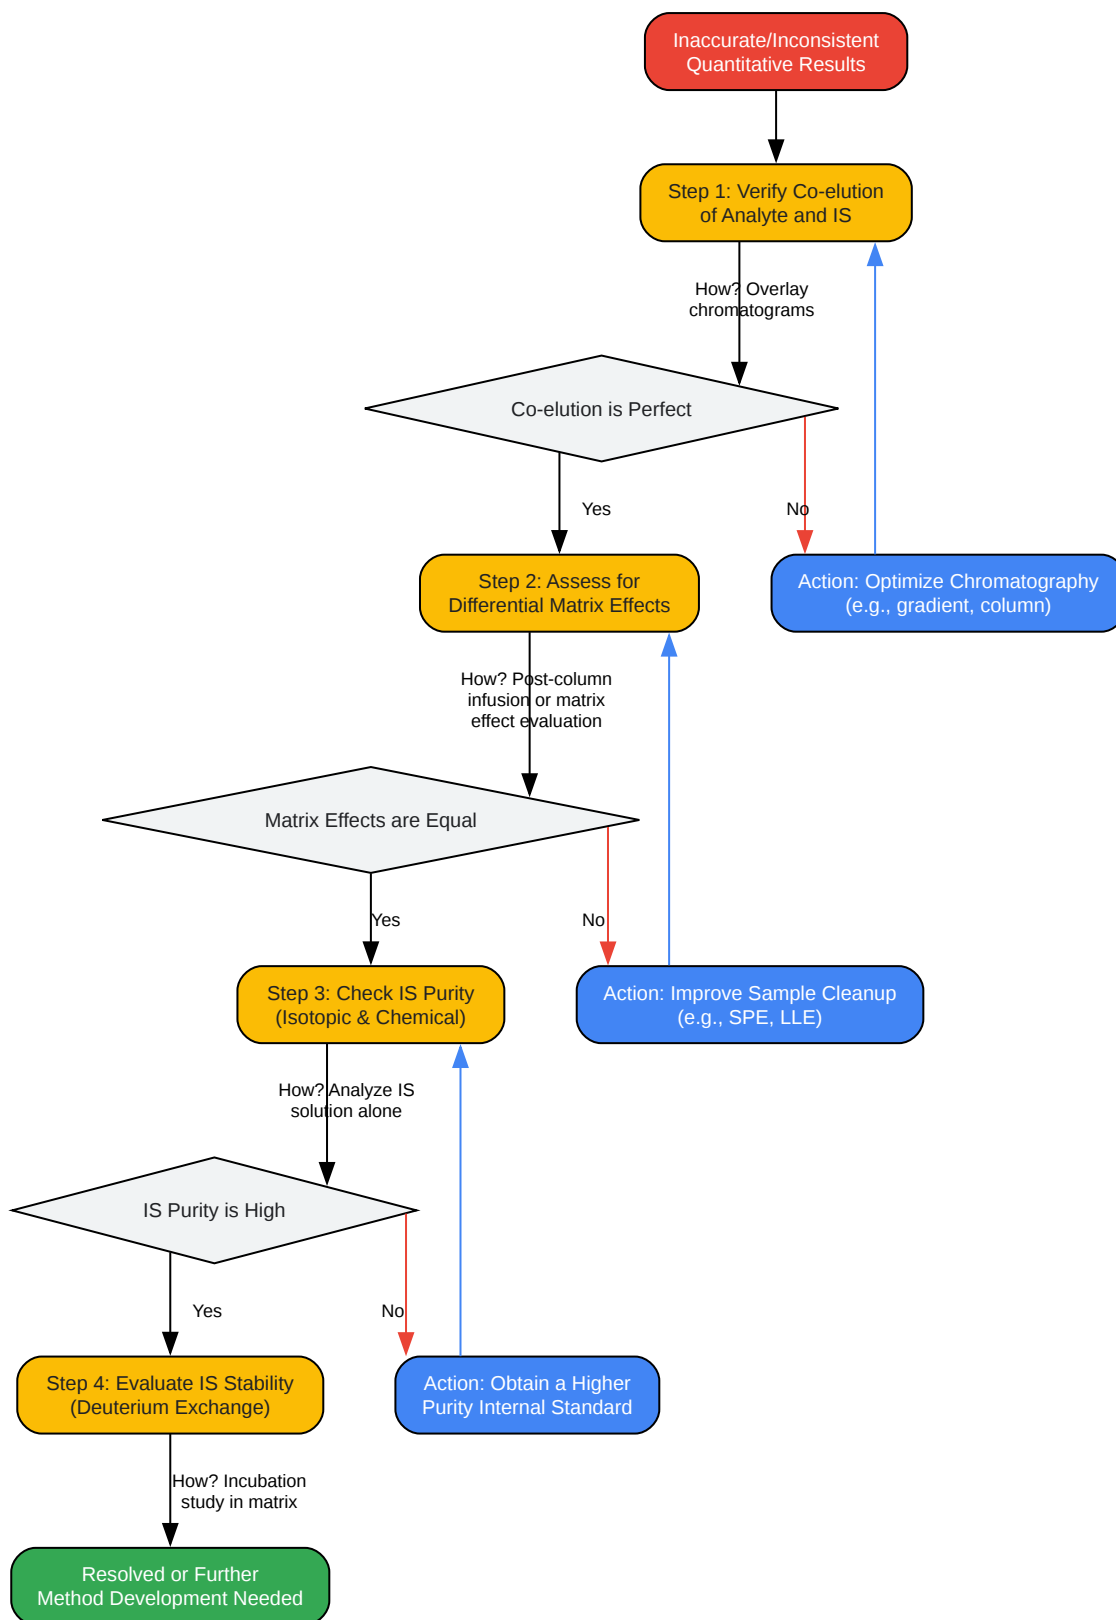 Inaccurate/Inconsistent
Quantitative Results
Step 1: Verify Co-elution
of Analyte and IS
How? Overlay
chromatograms
Co-elution is Perfect
Yes
No
Step 2: Assess for
Differential Matrix Effects
Action: Optimize Chromatography
(e.g., gradient, column)
How? Post-column
infusion or matrix
effect evaluation
Matrix Effects are Equal
Yes
No
Step 3: Check IS Purity
(Isotopic & Chemical)
Action: Improve Sample Cleanup
(e.g., SPE, LLE)
How? Analyze IS
solution alone
IS Purity is High
Yes
No
Step 4: Evaluate IS Stability
(Deuterium Exchange)
Action: Obtain a Higher
Purity Internal Standard
How? Incubation
study in matrix
Resolved or Further
Method Development Needed